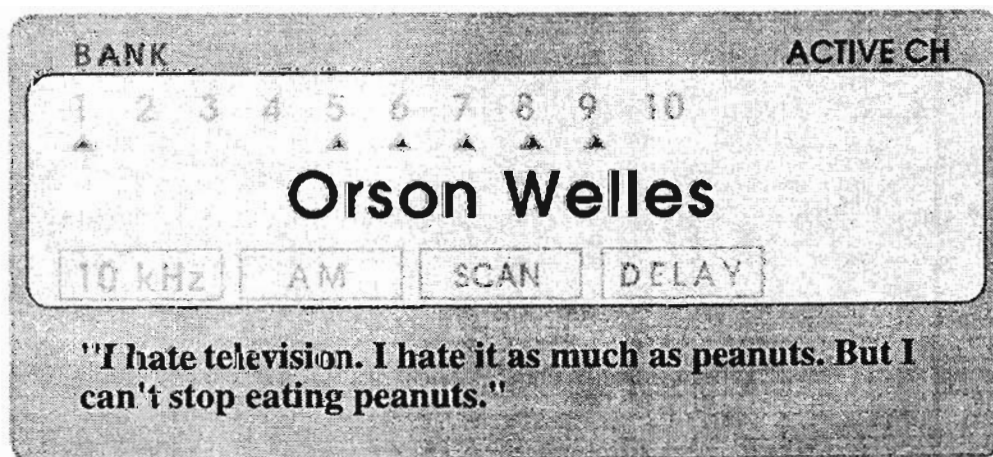 BANK ACTIVE CH
1 2 3 4 5 6 7 8 9 10
Orson Welles
10 kHz AM SCAN DELAY
"I hate television. I hate it as much as peanuts. But I
can't stop eating peanuts."